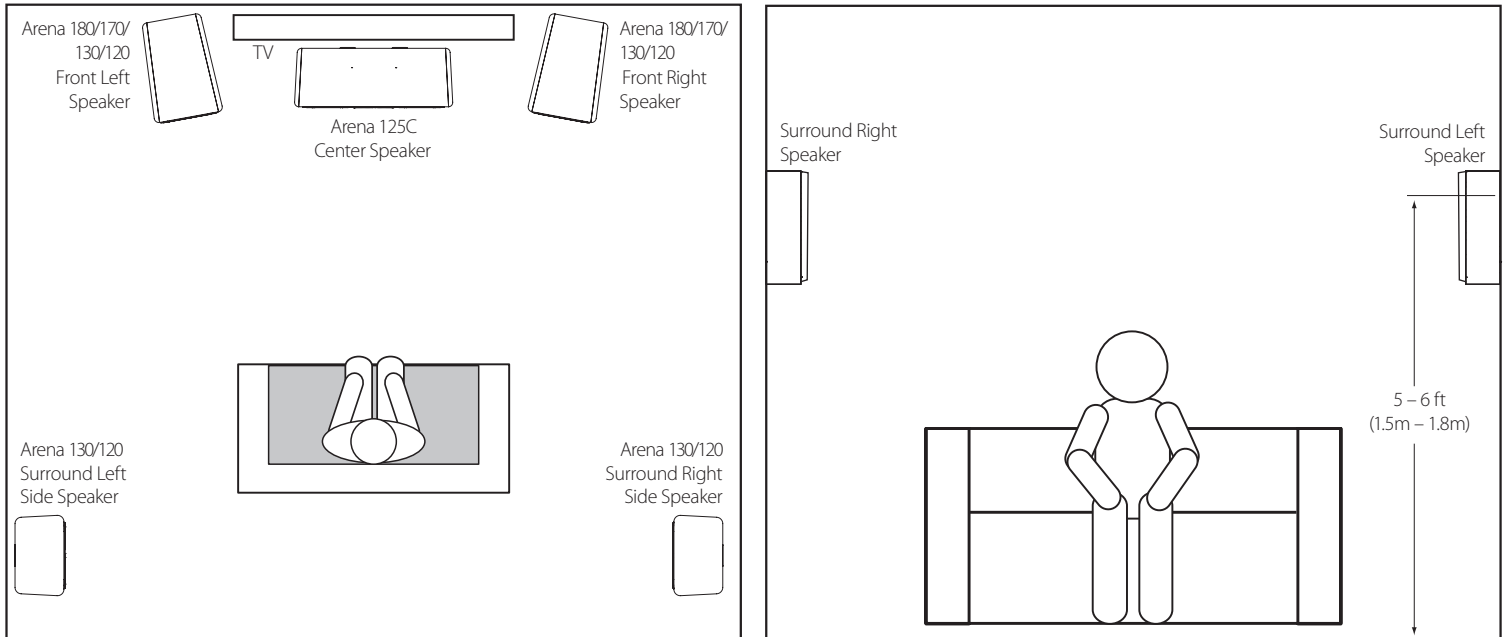 Arena 180/170/
130/120
Front Left
Speaker
TV
Arena 125C
Center Speaker
Arena 180/170/
130/120
Front Right
Speaker
Arena 130/120
Surround Left
Side Speaker
Arena 130/120
Surround Right
Side Speaker
Surround Right
Speaker
Surround Left
Speaker
5 – 6 ft
(1.5m – 1.8m)